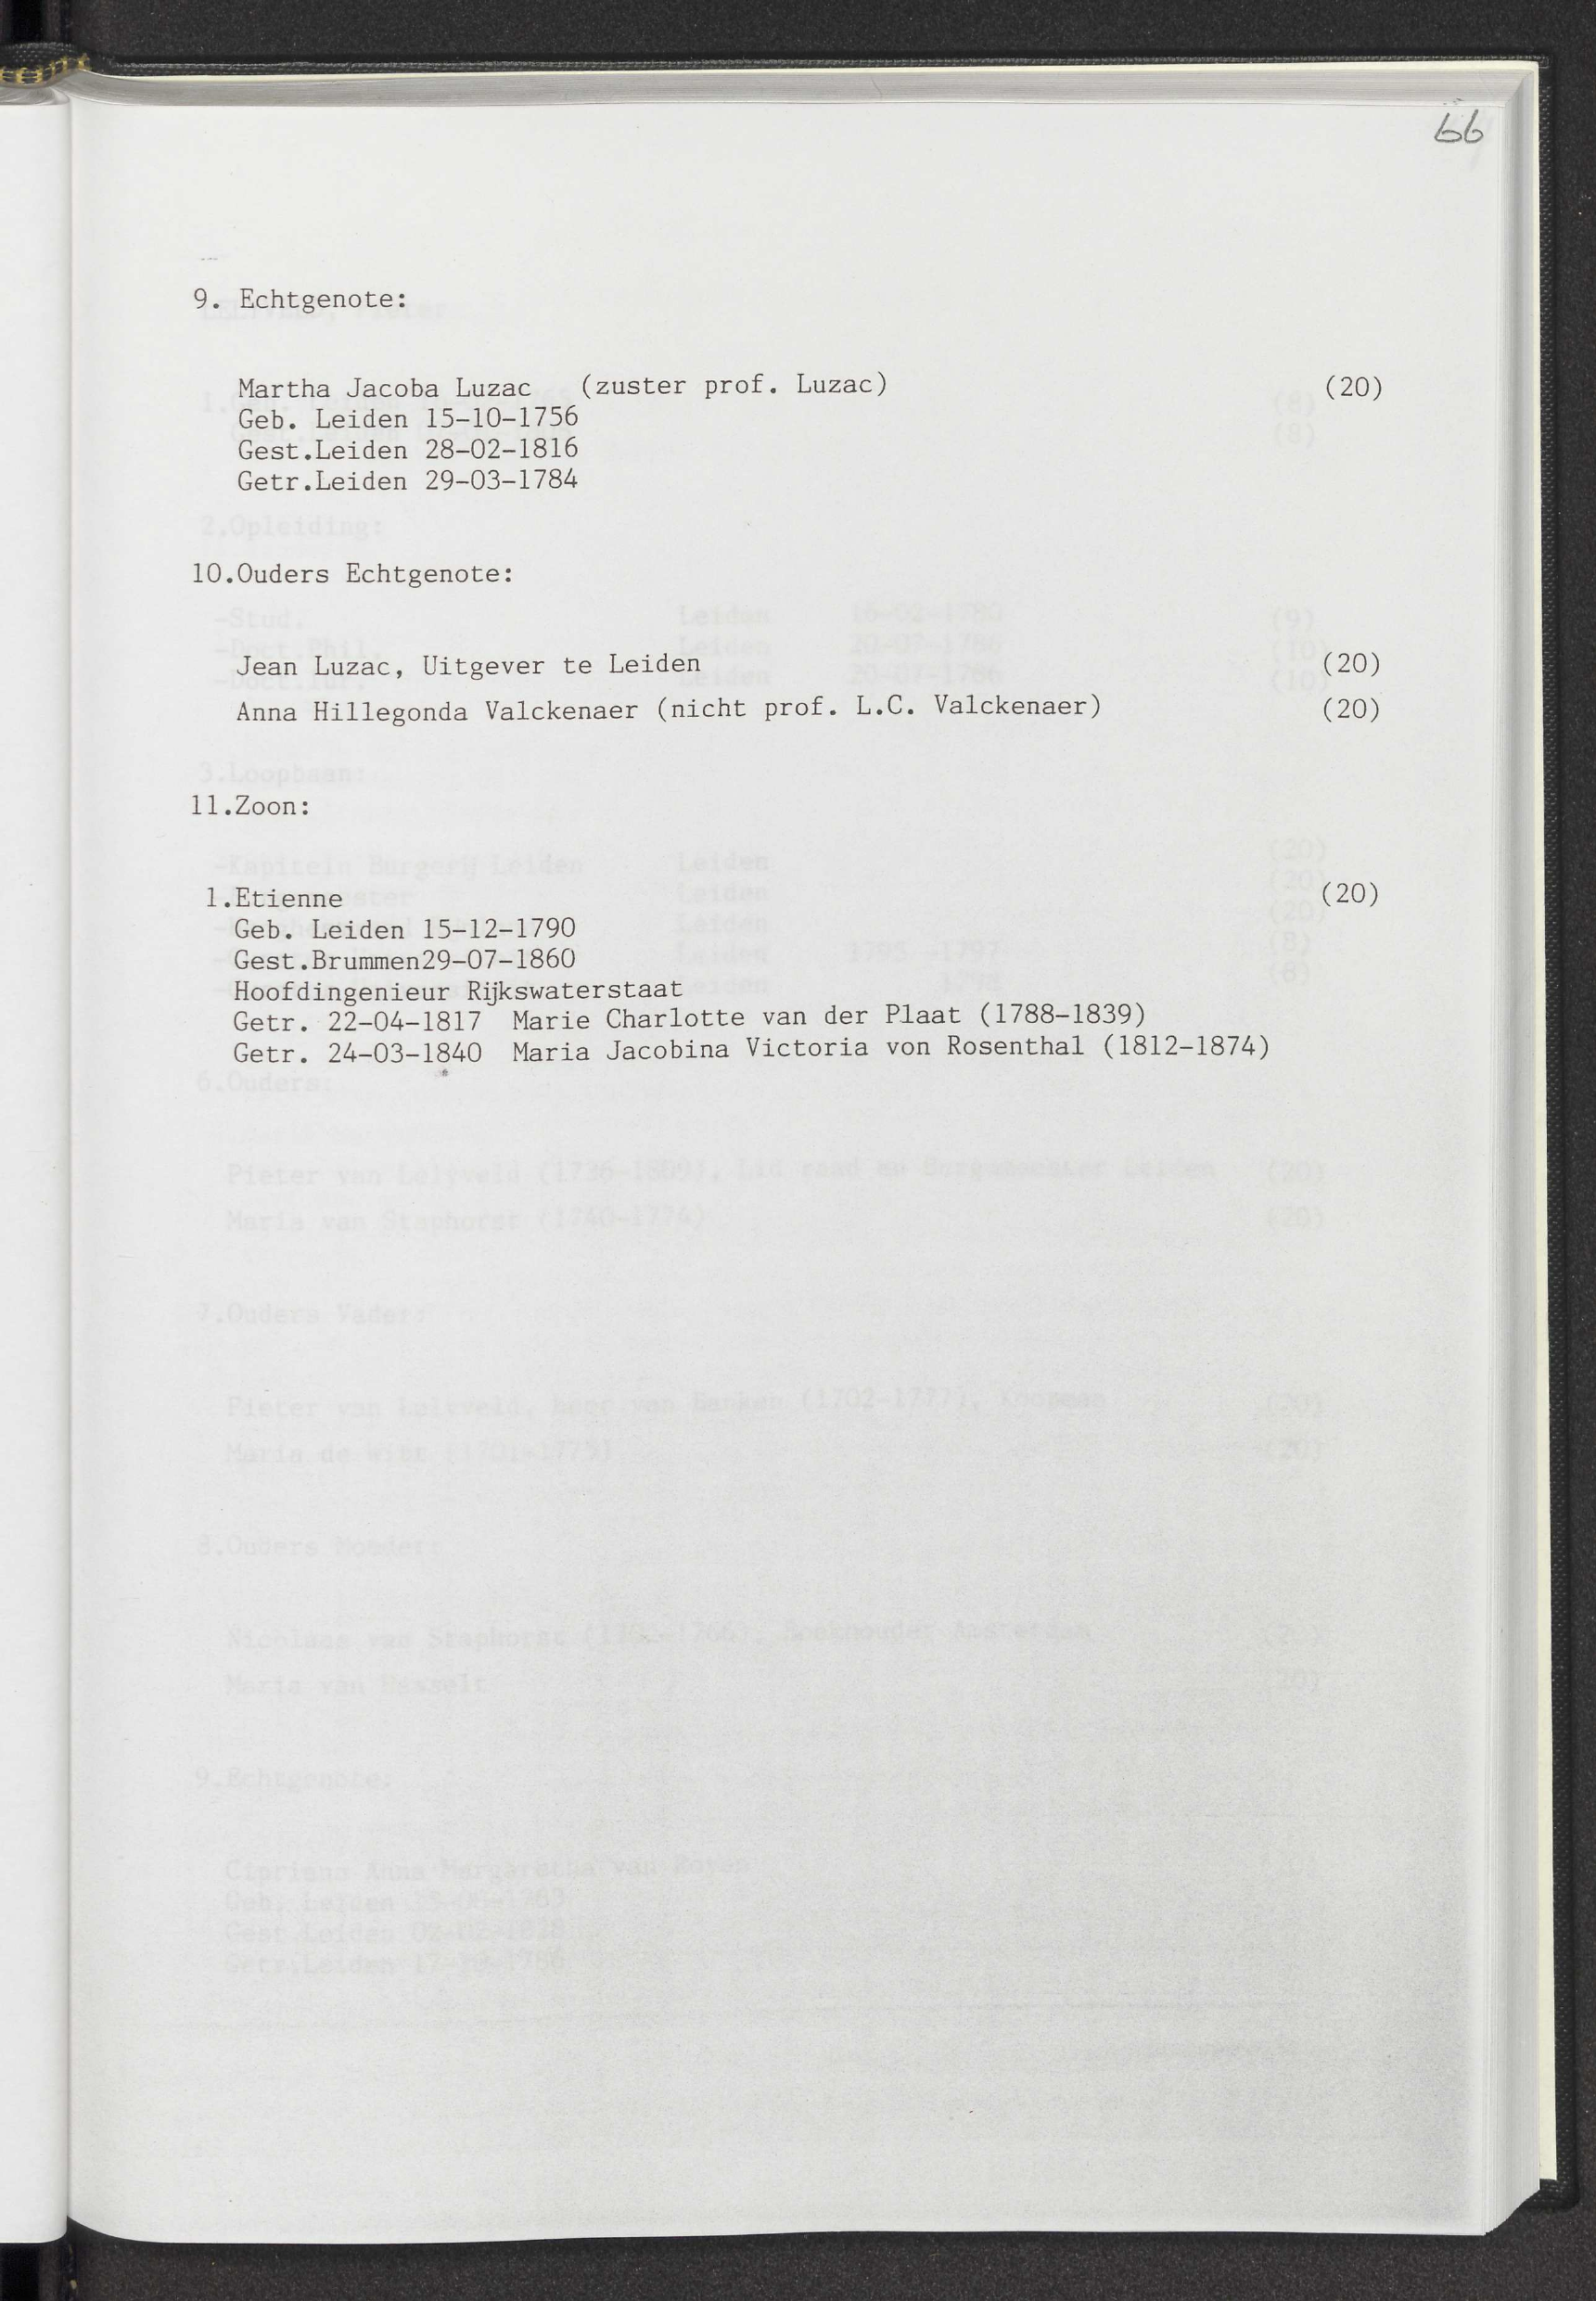 66
9. Echtgenote:
Martha Jacoba Luzac (zuster prof. Luzac) (20)
Geb. Leiden 15-10-1756
Gest.Leiden 28-02-1816
Getr.Leiden 29-03-1784
10.Ouders Echtgenote:
Jean Luzac, Uitgever te Leiden (20)
Anna Hillegonda Valckenaer (nicht prof. L.C. Valckenaer) (20)
11.Zoon:
1.Etienne (20)
Geb. Leiden 15-12-1790
Gest.Brummen29-07-1860
Hoofdingenieur Rijkswaterstaat
Getr. 22-04-1817 Marie Charlotte van der Plaat (1788-1839)
Getr. 24-03-1840 Maria Jacobina Victoria von Rosenthal (1812-1874)